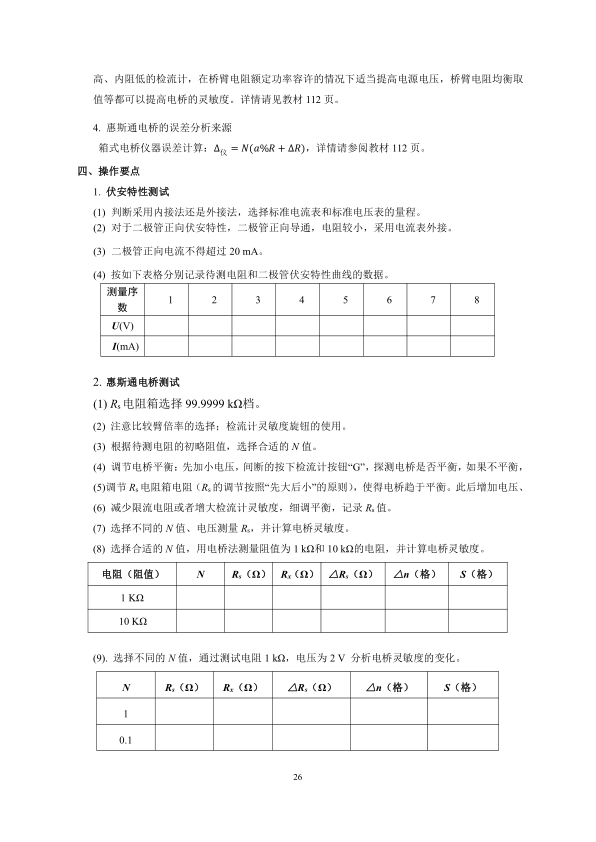 高、内阻低的检流计，在桥臂电阻额定功率容许的情况下适当提高电源电压，桥臂电阻均衡取
值等都可以提高电桥的灵敏度。详情请见教材 112 页。
4. 惠斯通电桥的误差分析来源
箱式电桥仪器误差计算：Δ仪 = N(a%R + ΔR)，详情请参阅教材 112 页。
四、操作要点
1. 伏安特性测试
(1) 判断采用内接法还是外接法，选择标准电流表和标准电压表的量程。
(2) 对于二极管正向伏安特性，二极管正向导通，电阻较小，采用电流表外接。
(3) 二极管正向电流不得超过 20 mA。
(4) 按如下表格分别记录待测电阻和二极管伏安特性曲线的数据。
测量序数 1 2 3 4 5 6 7 8
U(V)
I(mA)
2. 惠斯通电桥测试
(1) Rs 电阻箱选择 99.9999 kΩ档。
(2) 注意比较臂倍率的选择；检流计灵敏度旋钮的使用。
(3) 根据待测电阻的初略阻值，选择合适的 N 值。
(4) 调节电桥平衡：先加小电压，间断的按下检流计按钮“G”，探测电桥是否平衡，如果不平衡，
(5)调节 Rs 电阻箱电阻（Rs 的调节按照“先大后小”的原则），使得电桥趋于平衡。此后增加电压、
(6) 减少限流电阻或者增大检流计灵敏度，细调平衡，记录 Rs 值。
(7) 选择不同的 N 值、电压测量 Rs，并计算电桥灵敏度。
(8) 选择合适的 N 值，用电桥法测量阻值为 1 kΩ和 10 kΩ的电阻，并计算电桥灵敏度。
电阻（阻值） N Rs（Ω） Rx（Ω） △Rs（Ω） △n（格） S（格）
1 KΩ
10 KΩ
(9). 选择不同的 N 值，通过测试电阻 1 kΩ，电压为 2 V 分析电桥灵敏度的变化。
N Rs（Ω） Rx（Ω） △Rs（Ω） △n（格） S（格）
1
0.1
26